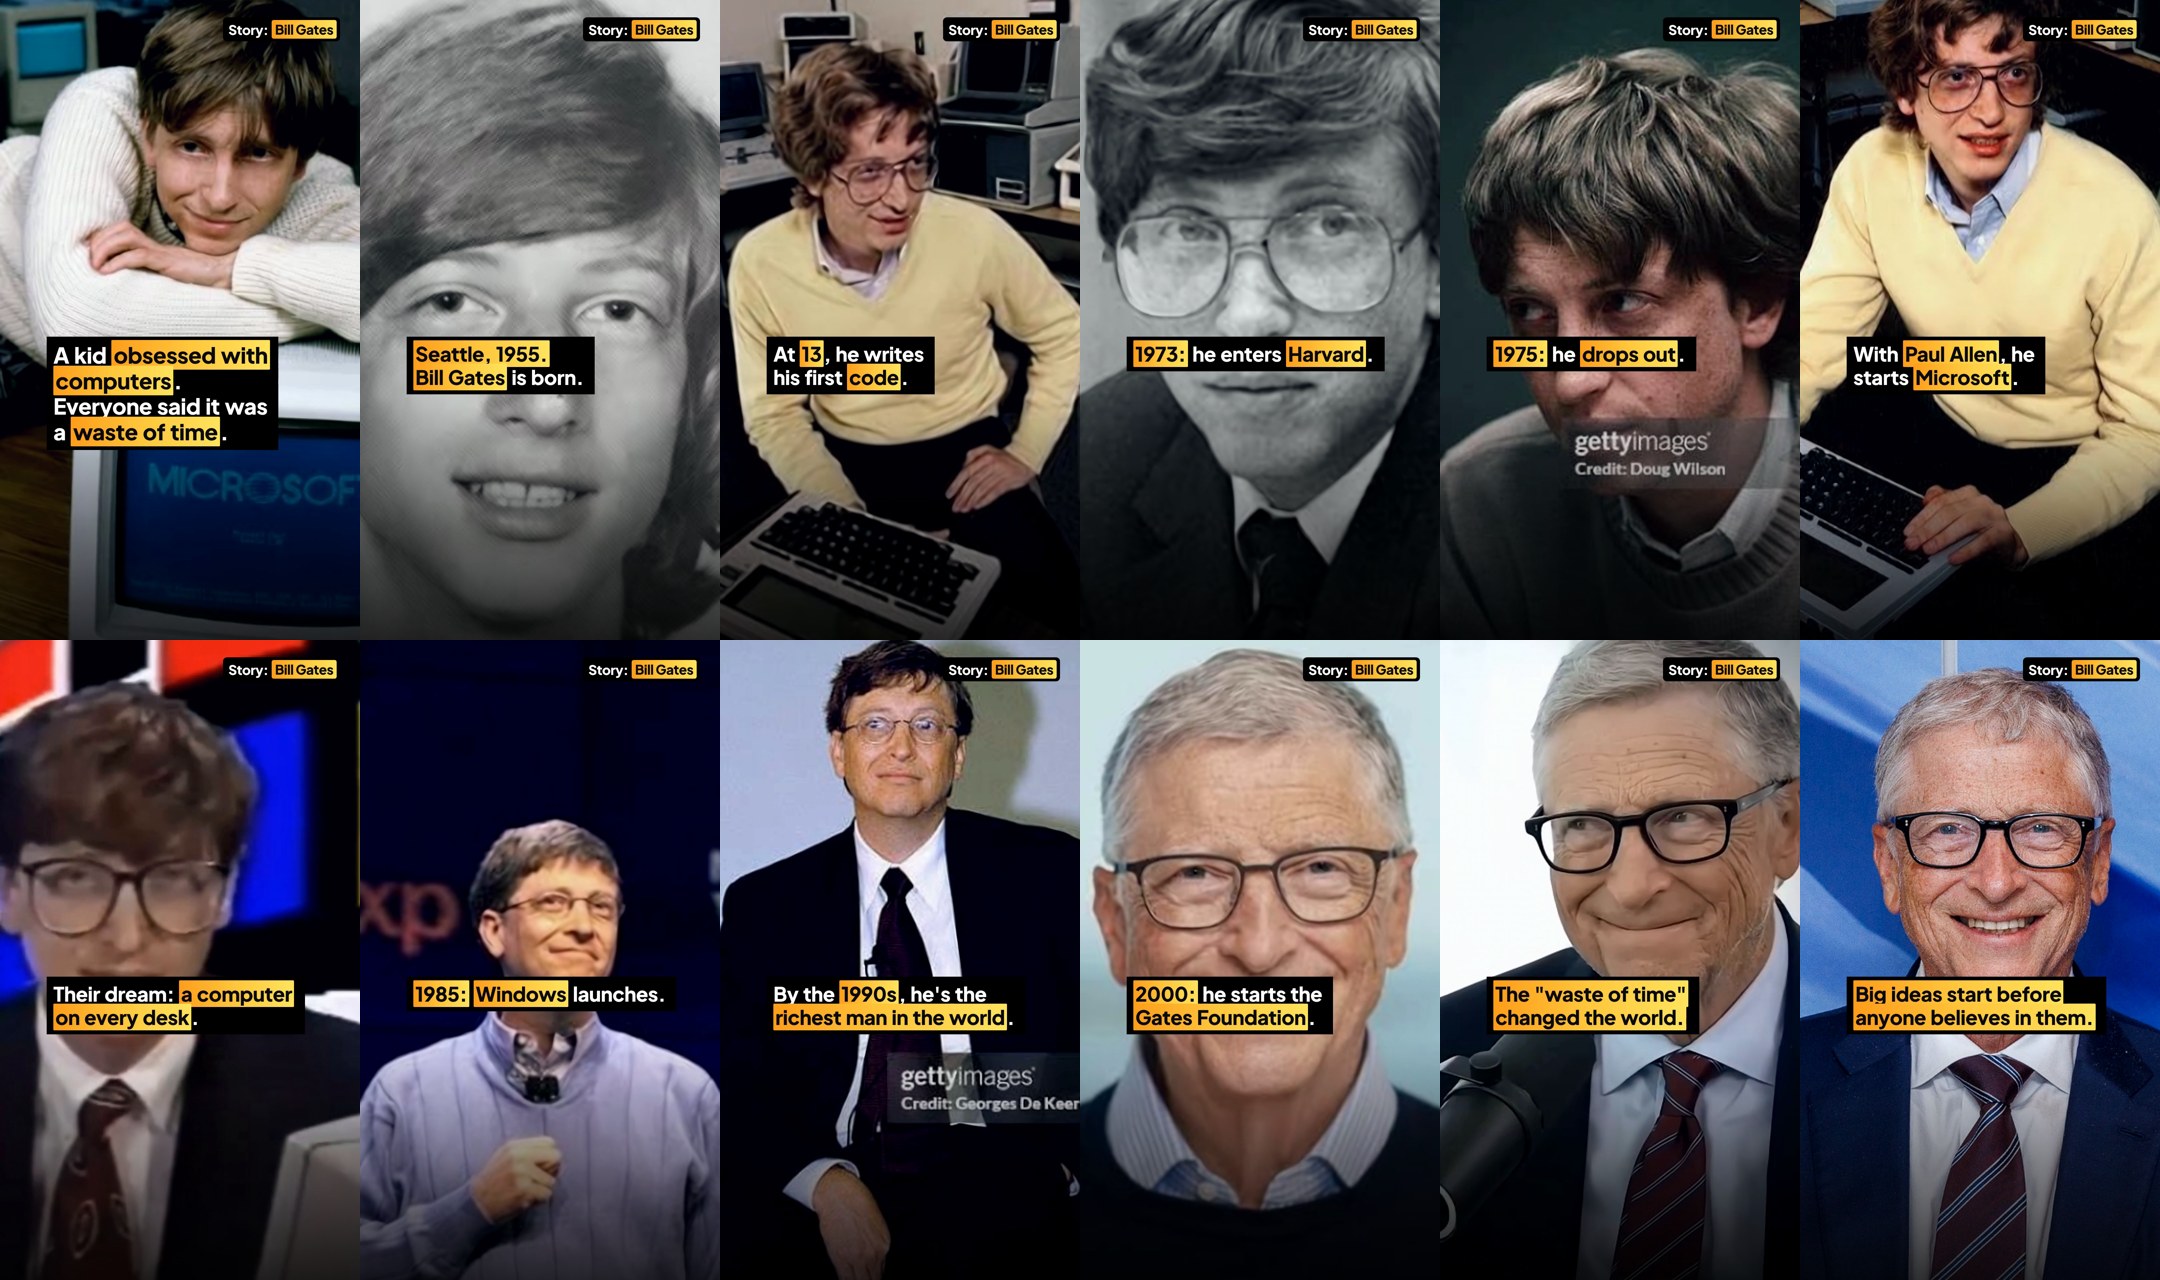 Story: Bill Gates
A kid obsessed with
computers.
Everyone said it was
a waste of time.
MICROSOF
Story: Bill Gates
Seattle, 1955.
Bill Gates is born.
Story: Bill Gates
At 13, he writes
his first code.
Story: Bill Gates
1973: he enters Harvard.
Story: Bill Gates
1975: he drops out.
gettyimages
Credit: Doug Wilson
Story: Bill Gates
With Paul Allen, he
starts Microsoft.
Story: Bill Gates
Their dream: a computer
on every desk.
Story: Bill Gates
xp
1985: Windows launches.
Story: Bill Gates
By the 1990s, he's the
richest man in the world.
gettyimages
Credit: Georges De Keer
Story: Bill Gates
2000: he starts the
Gates Foundation.
Story: Bill Gates
The "waste of time"
changed the world.
Story: Bill Gates
Big ideas start before
anyone believes in them.